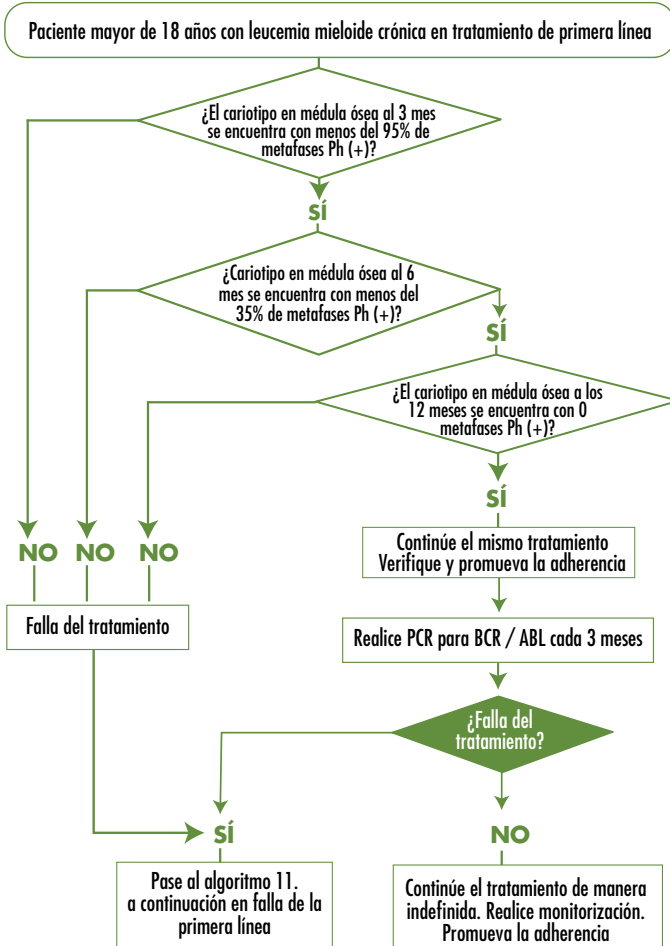 Paciente mayor de 18 años con leucemia mieloide crónica en tratamiento de primera línea
¿El cariotipo en médula ósea al 3 mes
se encuentra con menos del 95% de
metafases Ph (+)?
SÍ
¿Cariotipo en médula ósea al 6
mes se encuentra con menos del
35% de metafases Ph (+)?
SÍ
¿El cariotipo en médula ósea a los
12 meses se encuentra con 0
metafases Ph (+)?
SÍ
NO
NO
NO
Continúe el mismo tratamiento
Verifique y promueva la adherencia
Falla del tratamiento
Realice PCR para BCR / ABL cada 3 meses
¿Falla del
tratamiento?
SÍ
NO
Pase al algoritmo 11.
a continuación en falla de la
primera línea
Continúe el tratamiento de manera
indefinida. Realice monitorización.
Promueva la adherencia